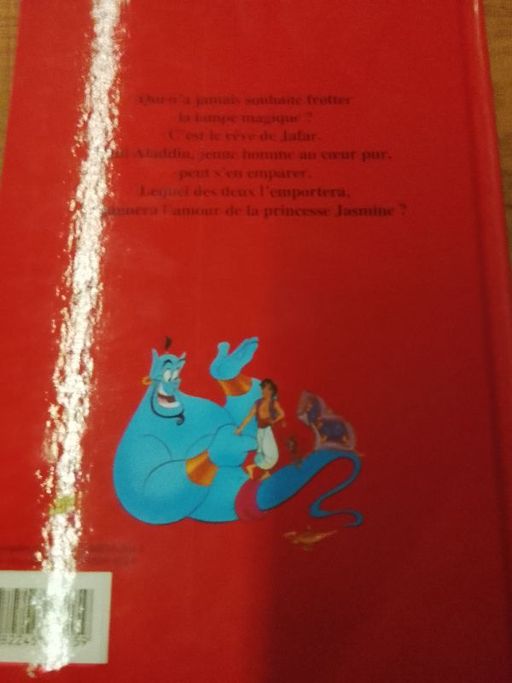 Qui n'a jamais souhaité frotter
la lampe magique ?
C'est le rêve de Jafar.
Aladdin, jeune homme au cœur pur,
peut s'en emparer.
Lequel des deux l'emportera,
l'amour de la princesse Jasmine ?